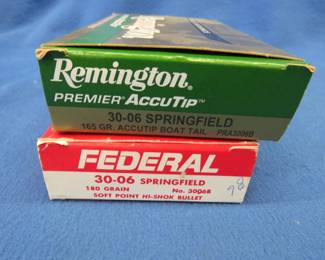 Remington
PREMIER® ACCUTIP™
30-06 SPRINGFIELD
165 GR. ACCUTIP BOAT TAIL PRA3006B
FEDERAL
30-06 SPRINGFIELD
180 GRAIN No. 3006B
SOFT POINT HI-SHOK BULLET